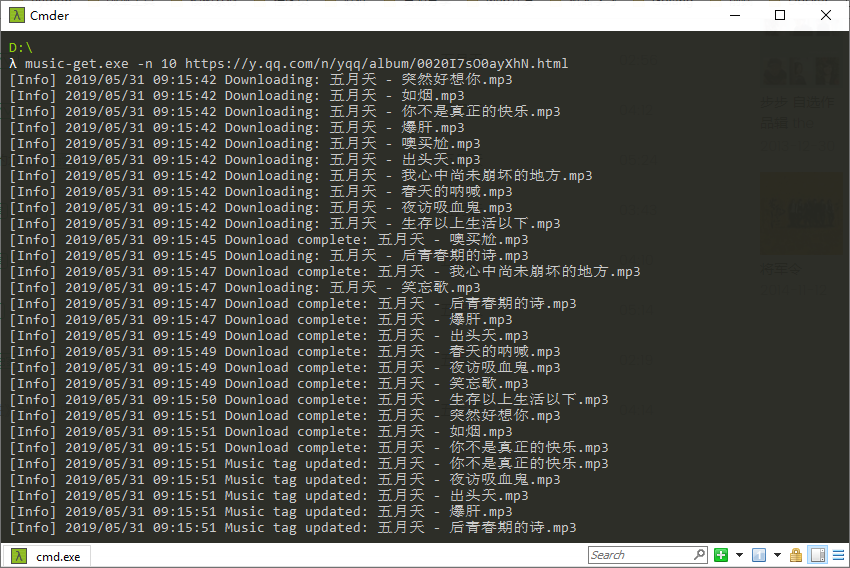 Cmder
D:\
λ music-get.exe -n 10 https://y.qq.com/n/yqq/album/0020I7sO0ayXhN.html
[Info] 2019/05/31 09:15:42 Downloading: 五月天 - 突然好想你.mp3
[Info] 2019/05/31 09:15:42 Downloading: 五月天 - 如烟.mp3
[Info] 2019/05/31 09:15:42 Downloading: 五月天 - 你不是真正的快乐.mp3
[Info] 2019/05/31 09:15:42 Downloading: 五月天 - 爆肝.mp3
[Info] 2019/05/31 09:15:42 Downloading: 五月天 - 噢买尬.mp3
[Info] 2019/05/31 09:15:42 Downloading: 五月天 - 出头天.mp3
[Info] 2019/05/31 09:15:42 Downloading: 五月天 - 我心中尚未崩坏的地方.mp3
[Info] 2019/05/31 09:15:42 Downloading: 五月天 - 春天的呐喊.mp3
[Info] 2019/05/31 09:15:42 Downloading: 五月天 - 夜访吸血鬼.mp3
[Info] 2019/05/31 09:15:42 Downloading: 五月天 - 生存以上生活以下.mp3
[Info] 2019/05/31 09:15:45 Download complete: 五月天 - 噢买尬.mp3
[Info] 2019/05/31 09:15:45 Downloading: 五月天 - 后青春期的诗.mp3
[Info] 2019/05/31 09:15:47 Download complete: 五月天 - 我心中尚未崩坏的地方.mp3
[Info] 2019/05/31 09:15:47 Downloading: 五月天 - 笑忘歌.mp3
[Info] 2019/05/31 09:15:47 Download complete: 五月天 - 后青春期的诗.mp3
[Info] 2019/05/31 09:15:47 Download complete: 五月天 - 爆肝.mp3
[Info] 2019/05/31 09:15:49 Download complete: 五月天 - 出头天.mp3
[Info] 2019/05/31 09:15:49 Download complete: 五月天 - 春天的呐喊.mp3
[Info] 2019/05/31 09:15:49 Download complete: 五月天 - 夜访吸血鬼.mp3
[Info] 2019/05/31 09:15:49 Download complete: 五月天 - 笑忘歌.mp3
[Info] 2019/05/31 09:15:50 Download complete: 五月天 - 生存以上生活以下.mp3
[Info] 2019/05/31 09:15:51 Download complete: 五月天 - 突然好想你.mp3
[Info] 2019/05/31 09:15:51 Download complete: 五月天 - 如烟.mp3
[Info] 2019/05/31 09:15:51 Download complete: 五月天 - 你不是真正的快乐.mp3
[Info] 2019/05/31 09:15:51 Music tag updated: 五月天 - 你不是真正的快乐.mp3
[Info] 2019/05/31 09:15:51 Music tag updated: 五月天 - 夜访吸血鬼.mp3
[Info] 2019/05/31 09:15:51 Music tag updated: 五月天 - 出头天.mp3
[Info] 2019/05/31 09:15:51 Music tag updated: 五月天 - 爆肝.mp3
[Info] 2019/05/31 09:15:51 Music tag updated: 五月天 - 后青春期的诗.mp3
cmd.exe
Search